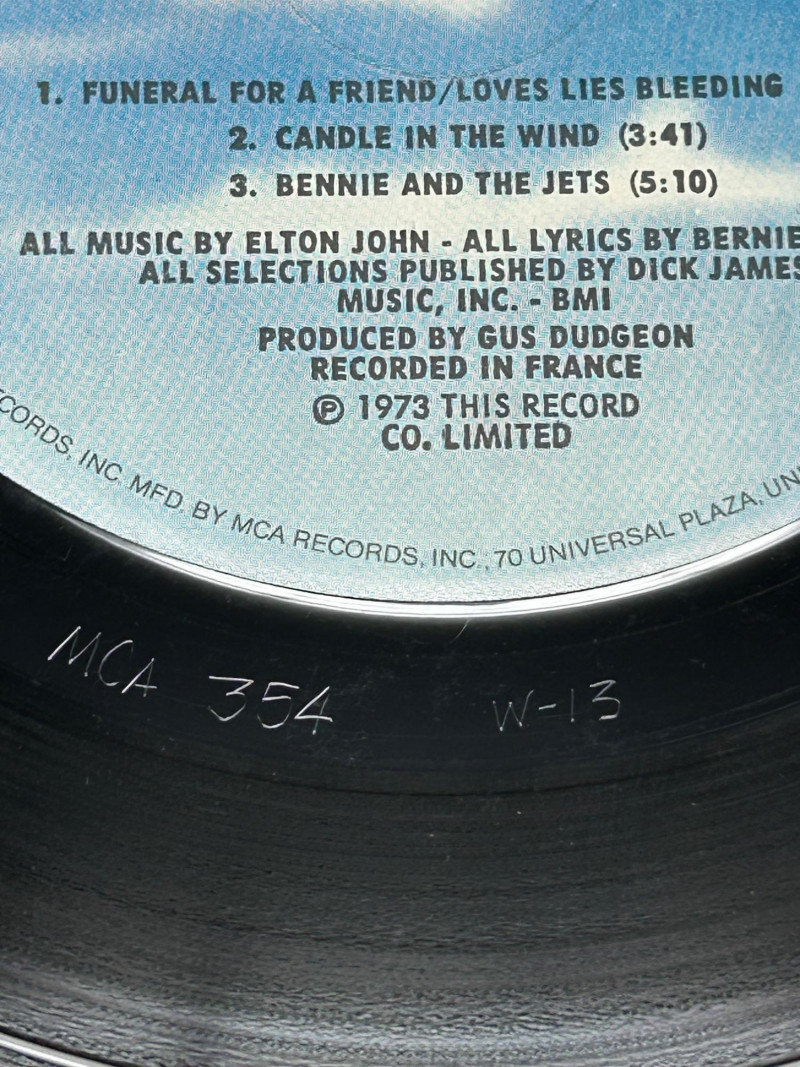 1. FUNERAL FOR A FRIEND/LOVES LIES BLEEDING
2. CANDLE IN THE WIND (3:41)
3. BENNIE AND THE JETS (5:10)
ALL MUSIC BY ELTON JOHN - ALL LYRICS BY BERNIE
ALL SELECTIONS PUBLISHED BY DICK JAMES
MUSIC, INC. - BMI
PRODUCED BY GUS DUDGEON
RECORDED IN FRANCE
℗ 1973 THIS RECORD
CO. LIMITED
CORDS, INC. MFD. BY MCA RECORDS, INC., 70 UNIVERSAL PLAZA, UN
MCA 354 W-13